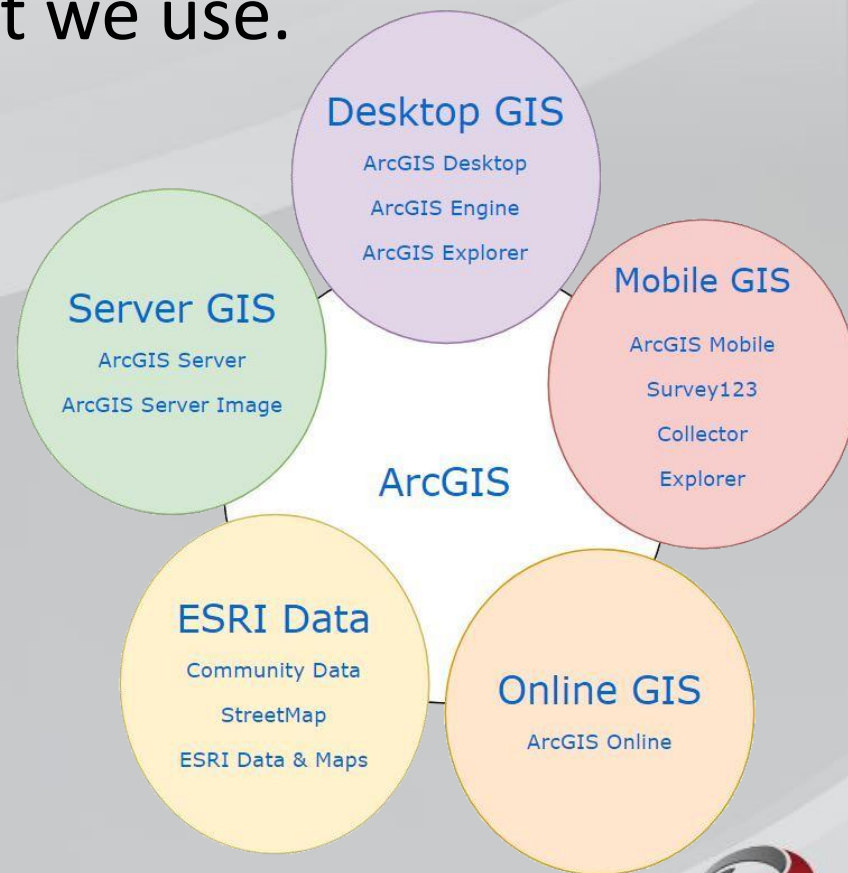 t we use.
Desktop GIS
ArcGIS Desktop
ArcGIS Engine
ArcGIS Explorer
Server GIS
ArcGIS Server
ArcGIS Server Image
Mobile GIS
ArcGIS Mobile
Survey123
Collector
Explorer
ArcGIS
ESRI Data
Community Data
StreetMap
ESRI Data & Maps
Online GIS
ArcGIS Online